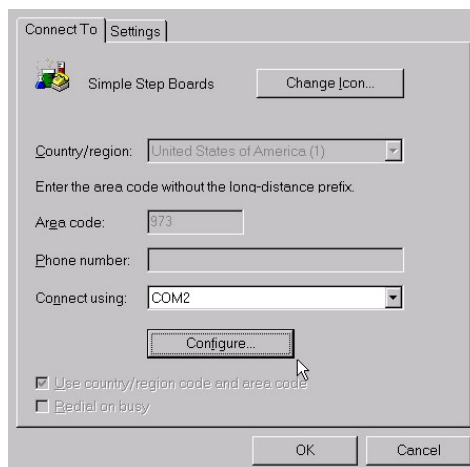 Connect To Settings
Simple Step Boards Change Icon...
Country/region: United States of America (1)
Enter the area code without the long-distance prefix.
Area code: 973
Phone number:
Connect using: COM2
Configure...
Use country/region code and area code
Redial on busy
OK Cancel